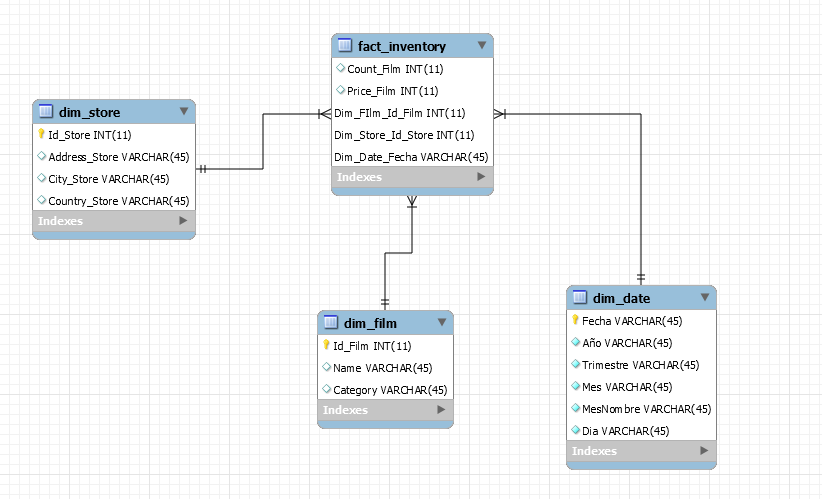 fact_inventory
Count_Film INT(11)
Price_Film INT(11)
Dim_FIlm_Id_Film INT(11)
Dim_Store_Id_Store INT(11)
Dim_Date_Fecha VARCHAR(45)
Indexes
dim_store
Id_Store INT(11)
Address_Store VARCHAR(45)
City_Store VARCHAR(45)
Country_Store VARCHAR(45)
Indexes
dim_film
Id_Film INT(11)
Name VARCHAR(45)
Category VARCHAR(45)
Indexes
dim_date
Fecha VARCHAR(45)
Año VARCHAR(45)
Trimestre VARCHAR(45)
Mes VARCHAR(45)
MesNombre VARCHAR(45)
Dia VARCHAR(45)
Indexes